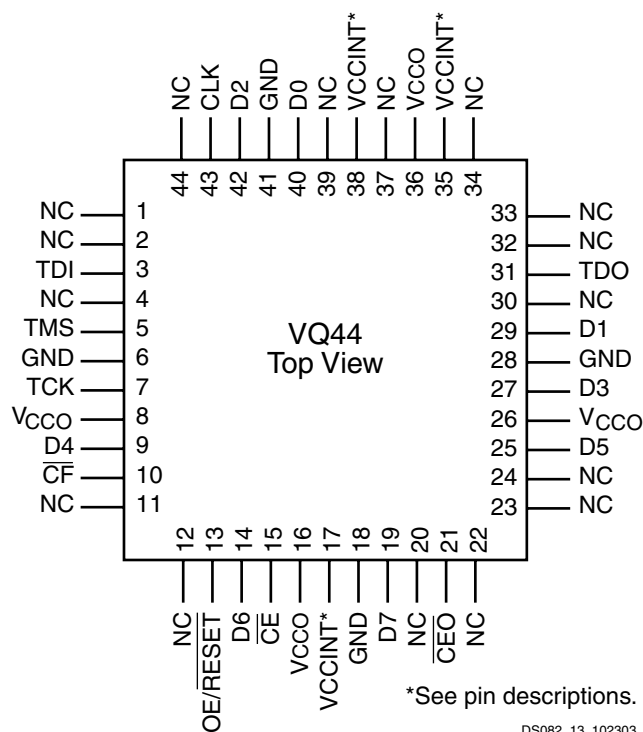 NC CLK D2 GND D0 NC VCCINT* NC VCCO VCCINT* NC
44 43 42 41 40 39 38 37 36 35 34
NC 1
NC 2
TDI 3
NC 4
TMS 5
GND 6
TCK 7
VCCO 8
D4 9
C̅F̅ 10
NC 11
VQ44
Top View
33 NC
32 NC
31 TDO
30 NC
29 D1
28 GND
27 D3
26 VCCO
25 D5
24 NC
23 NC
12 13 14 15 16 17 18 19 20 21 22
NC OE/R̅E̅S̅E̅T̅ D6 C̅E̅ VCCO VCCINT* GND D7 NC C̅E̅O̅ NC
*See pin descriptions.
DS082_13_102303